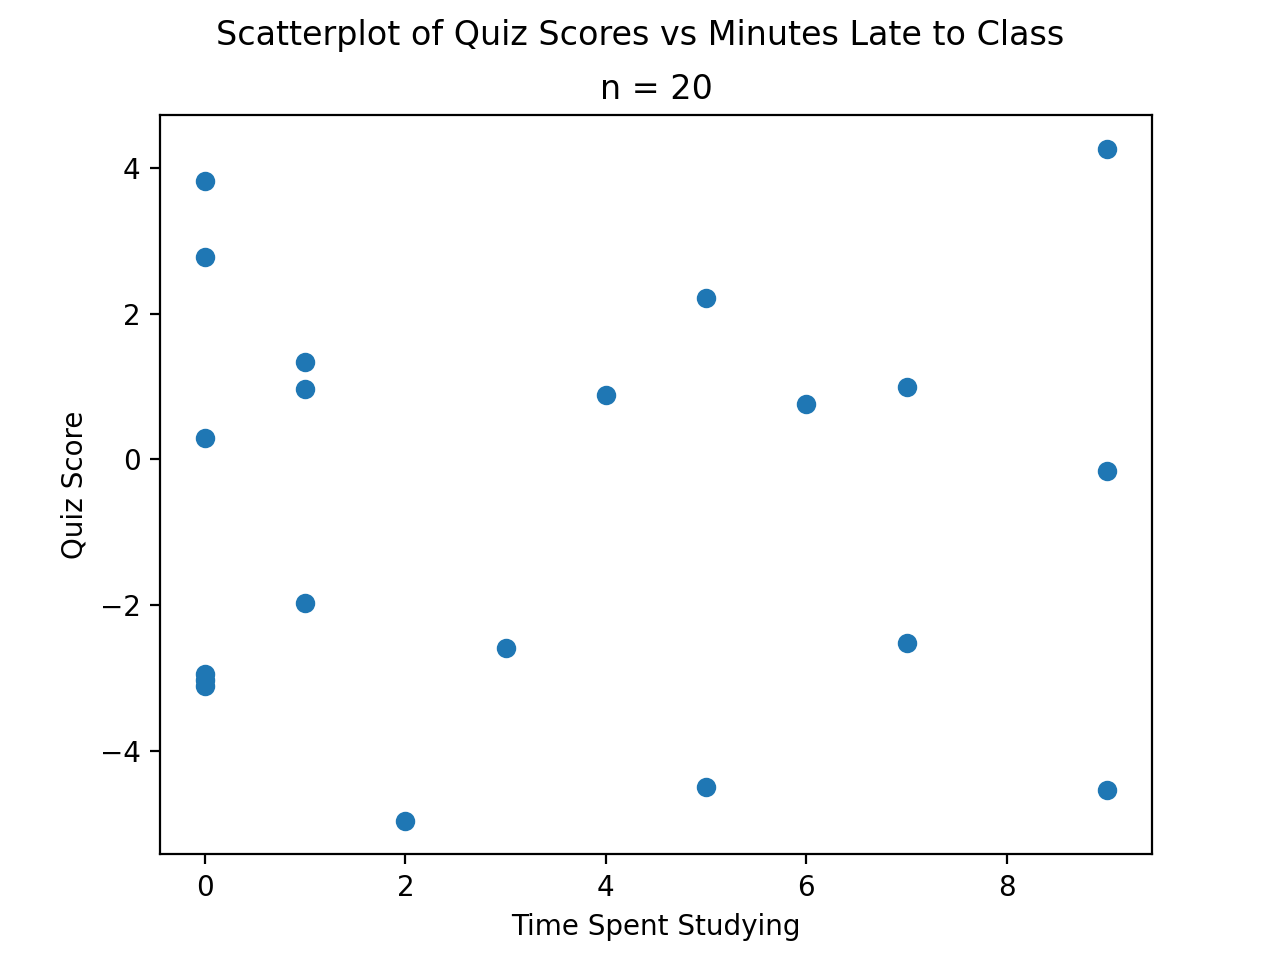 Scatterplot of Quiz Scores vs Minutes Late to Class
n = 20
4
2
0
−2
−4
Quiz Score
0 2 4 6 8
Time Spent Studying